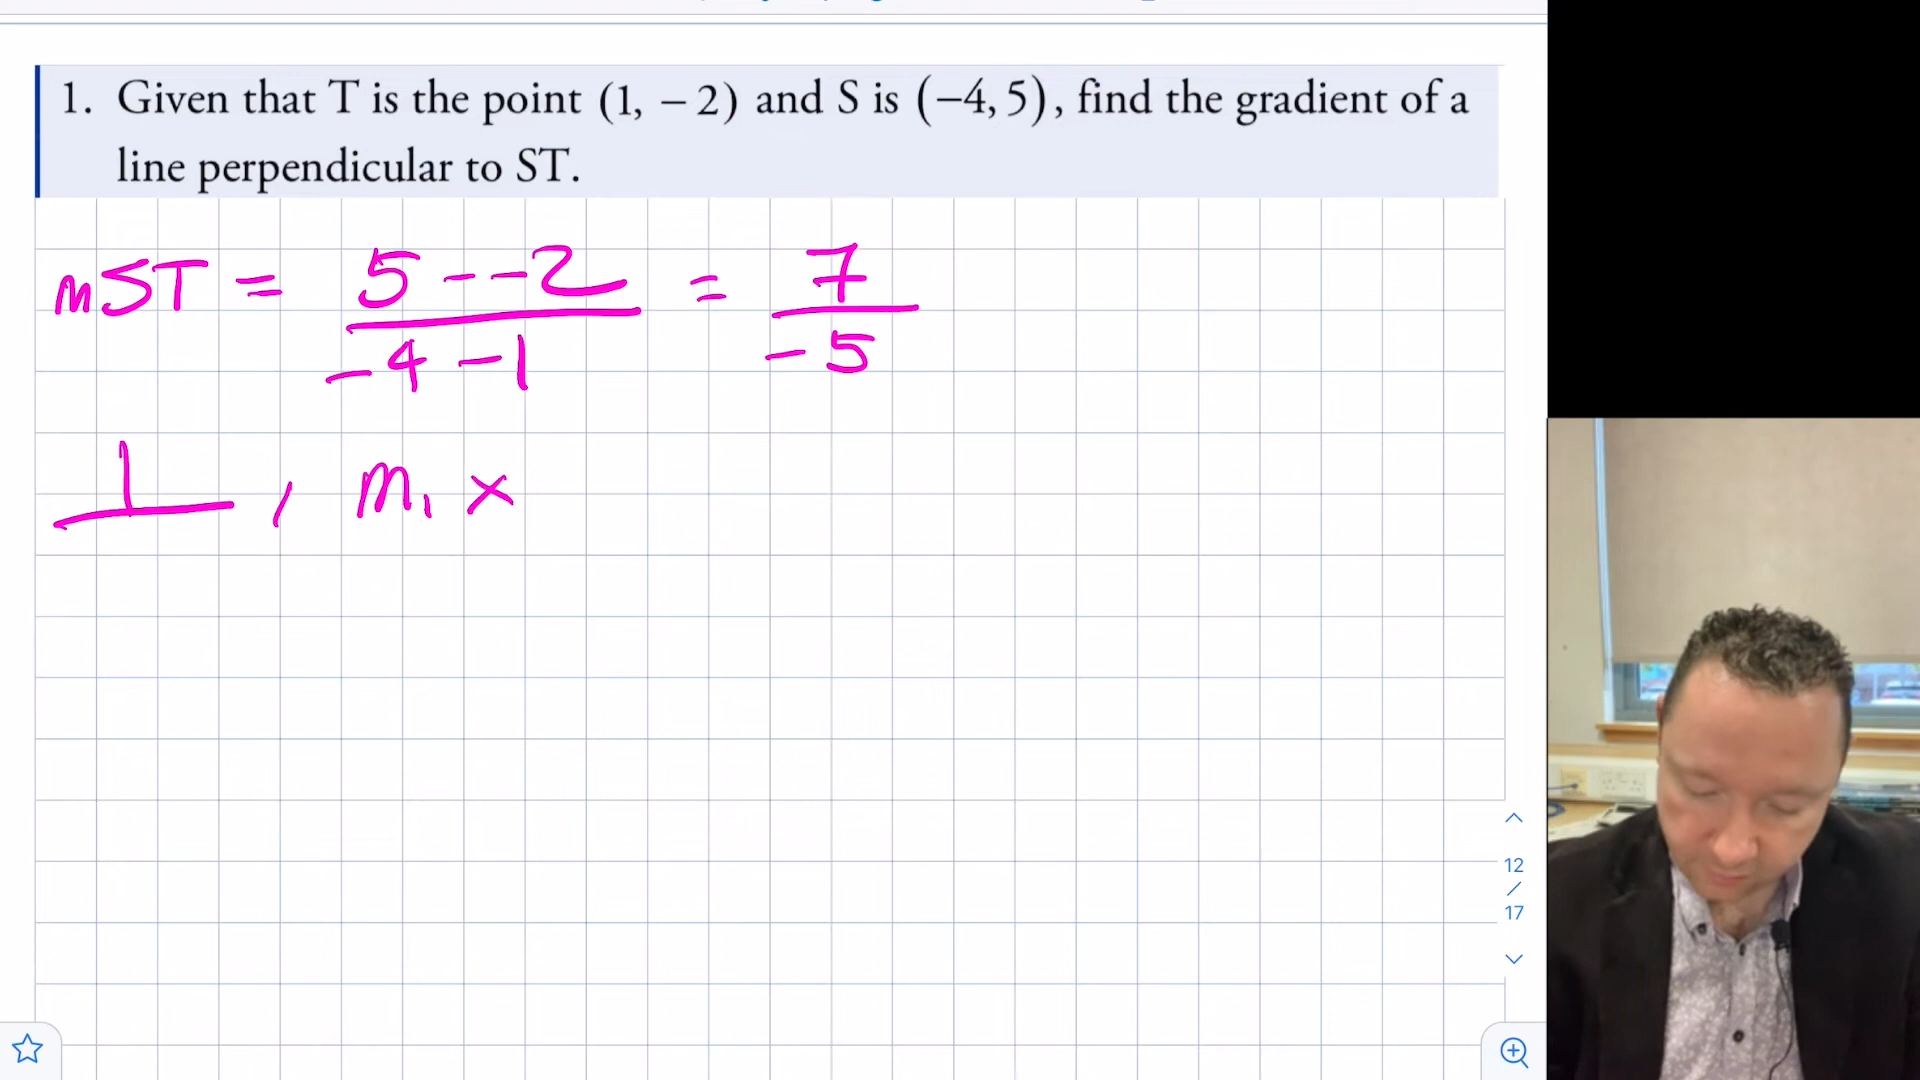 1. Given that T is the point (1, −2) and S is (−4, 5), find the gradient of a
line perpendicular to ST.
mST = 5 - -2 / -4 -1 = 7 / -5
⊥, m₁ ×
12
/
17